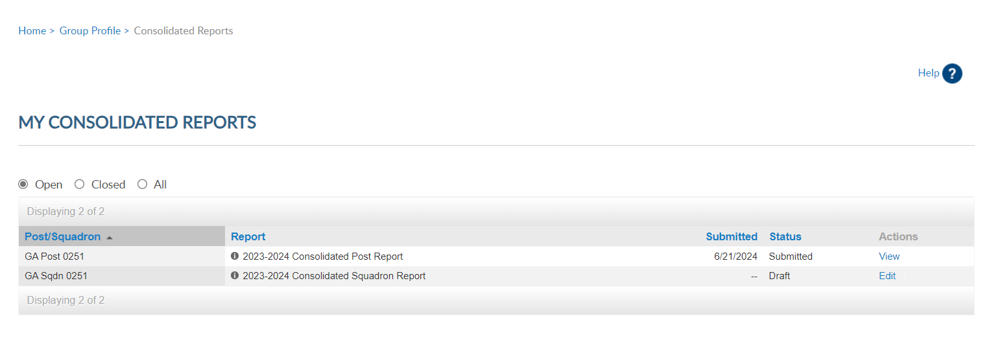 Home > Group Profile > Consolidated Reports
Help ?
MY CONSOLIDATED REPORTS
Open Closed All
Displaying 2 of 2
Post/Squadron Report Submitted Status Actions
GA Post 0251 2023-2024 Consolidated Post Report 6/21/2024 Submitted View
GA Sqdn 0251 2023-2024 Consolidated Squadron Report -- Draft Edit
Displaying 2 of 2